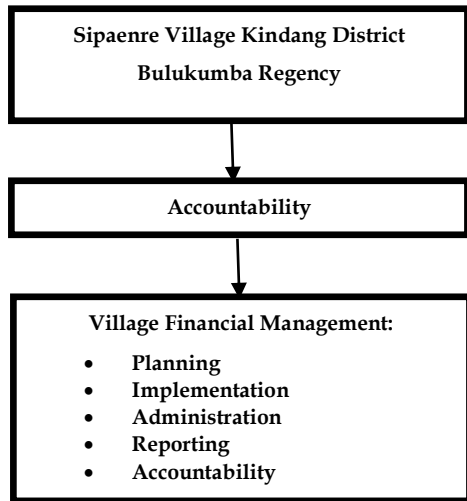 Sipaenre Village Kindang District
Bulukumba Regency
Accountability
Village Financial Management:
• Planning
• Implementation
• Administration
• Reporting
• Accountability